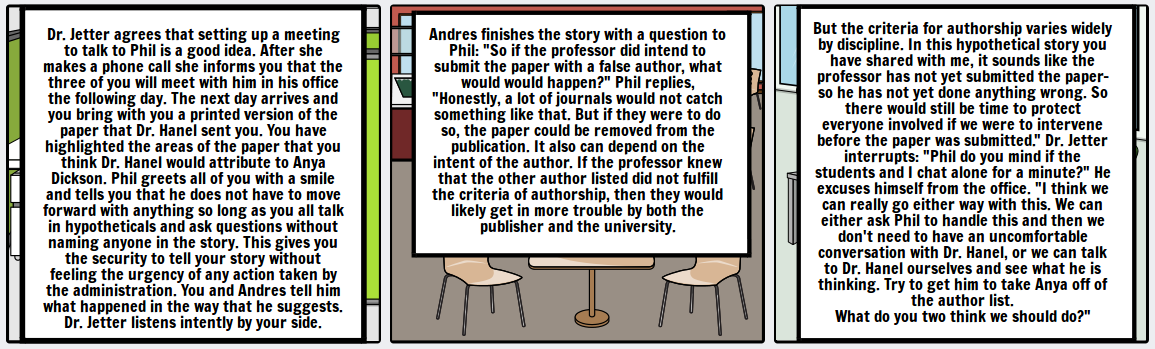 Dr. Jetter agrees that setting up a meeting
to talk to Phil is a good idea. After she
makes a phone call she informs you that the
three of you will meet with him in his office
the following day. The next day arrives and
you bring with you a printed version of the
paper that Dr. Hanel sent you. You have
highlighted the areas of the paper that you
think Dr. Hanel would attribute to Anya
Dickson. Phil greets all of you with a smile
and tells you that he does not have to move
forward with anything so long as you all talk
in hypotheticals and ask questions without
naming anyone in the story. This gives you
the security to tell your story without
feeling the urgency of any action taken by
the administration. You and Andres tell him
what happened in the way that he suggests.
Dr. Jetter listens intently by your side.
Andres finishes the story with a question to
Phil: "So if the professor did intend to
submit the paper with a false author, what
would would happen?" Phil replies,
"Honestly, a lot of journals would not catch
something like that. But if they were to do
so, the paper could be removed from the
publication. It also can depend on the
intent of the author. If the professor knew
that the other author listed did not fulfill
the criteria of authorship, then they would
likely get in more trouble by both the
publisher and the university.
But the criteria for authorship varies widely
by discipline. In this hypothetical story you
have shared with me, it sounds like the
professor has not yet submitted the paper-
so he has not yet done anything wrong. So
there would still be time to protect
everyone involved if we were to intervene
before the paper was submitted." Dr. Jetter
interrupts: "Phil do you mind if the
students and I chat alone for a minute?" He
excuses himself from the office. "I think we
can really go either way with this. We can
either ask Phil to handle this and then we
don't need to have an uncomfortable
conversation with Dr. Hanel, or we can talk
to Dr. Hanel ourselves and see what he is
thinking. Try to get him to take Anya off of
the author list.
What do you two think we should do?"